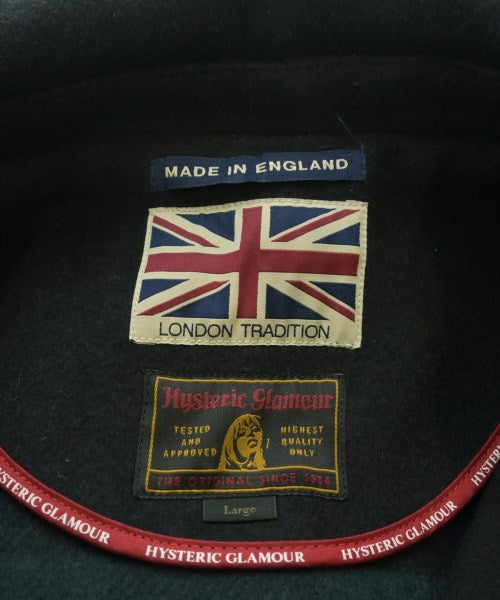 MADE IN ENGLAND
LONDON TRADITION
Hysteric Glamour
TESTED AND APPROVED
HIGHEST QUALITY ONLY
THE ORIGINAL SINCE 1984
Large
HYSTERIC GLAMOUR
HYSTERIC GLAMOUR
HYSTERIC GLAMOUR
HYSTERIC GLAMOUR